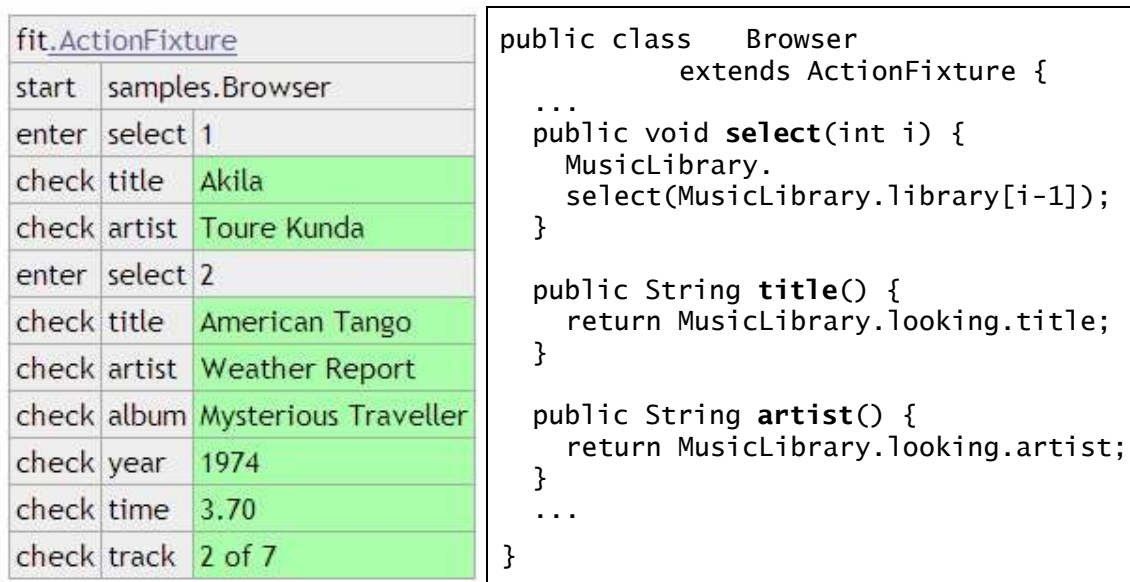 fit.ActionFixture
start samples.Browser
enter select 1
check title Akila
check artist Toure Kunda
enter select 2
check title American Tango
check artist Weather Report
check album Mysterious Traveller
check year 1974
check time 3.70
check track 2 of 7
public class Browser
extends ActionFixture {
...
public void select(int i) {
MusicLibrary.
select(MusicLibrary.library[i-1]);
}
public String title() {
return MusicLibrary.looking.title;
}
public String artist() {
return MusicLibrary.looking.artist;
}
...
}